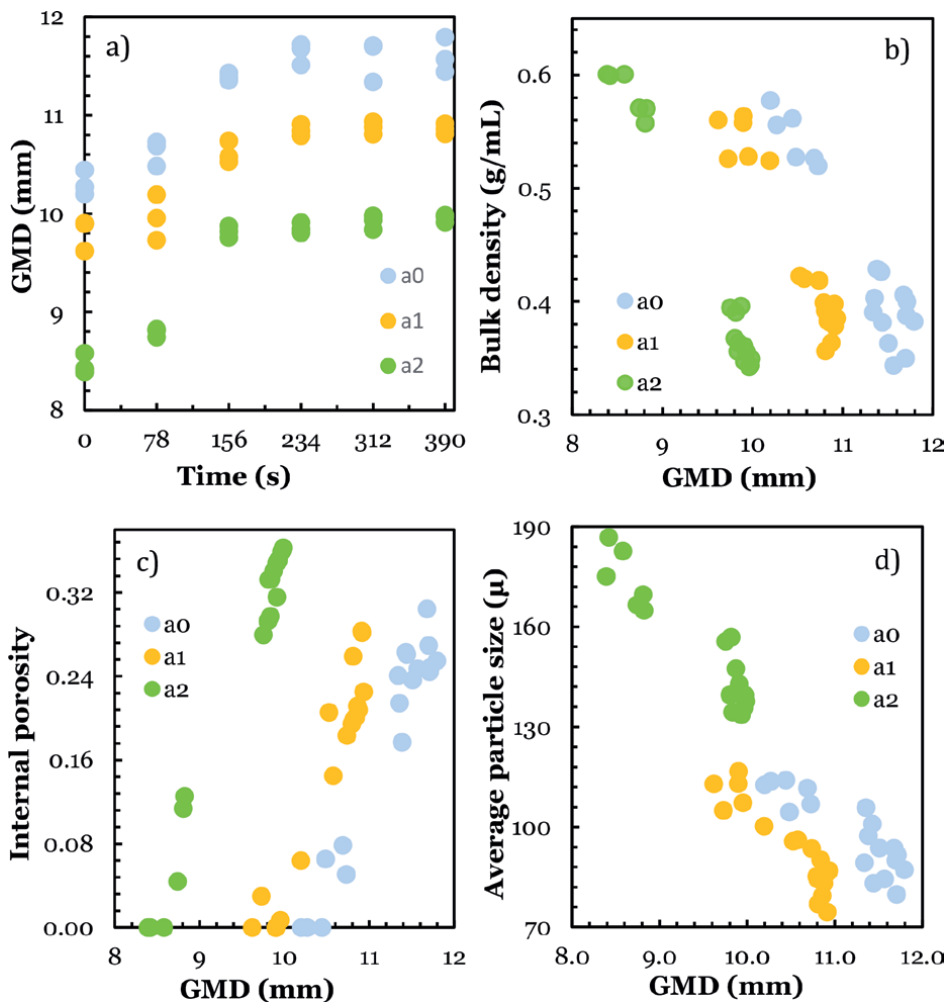 a)
12
11
10
9
8
GMD (mm)
0 78 156 234 312 390
Time (s)
a0
a1
a2
b)
0.6
0.5
0.4
0.3
Bulk density (g/mL)
8 9 10 11 12
GMD (mm)
a0
a1
a2
c)
0.32
0.24
0.16
0.08
0.00
Internal porosity
8 9 10 11 12
GMD (mm)
a0
a1
a2
d)
190
160
130
100
70
Average particle size (μ)
8.0 9.0 10.0 11.0 12.0
GMD (mm)
a0
a1
a2